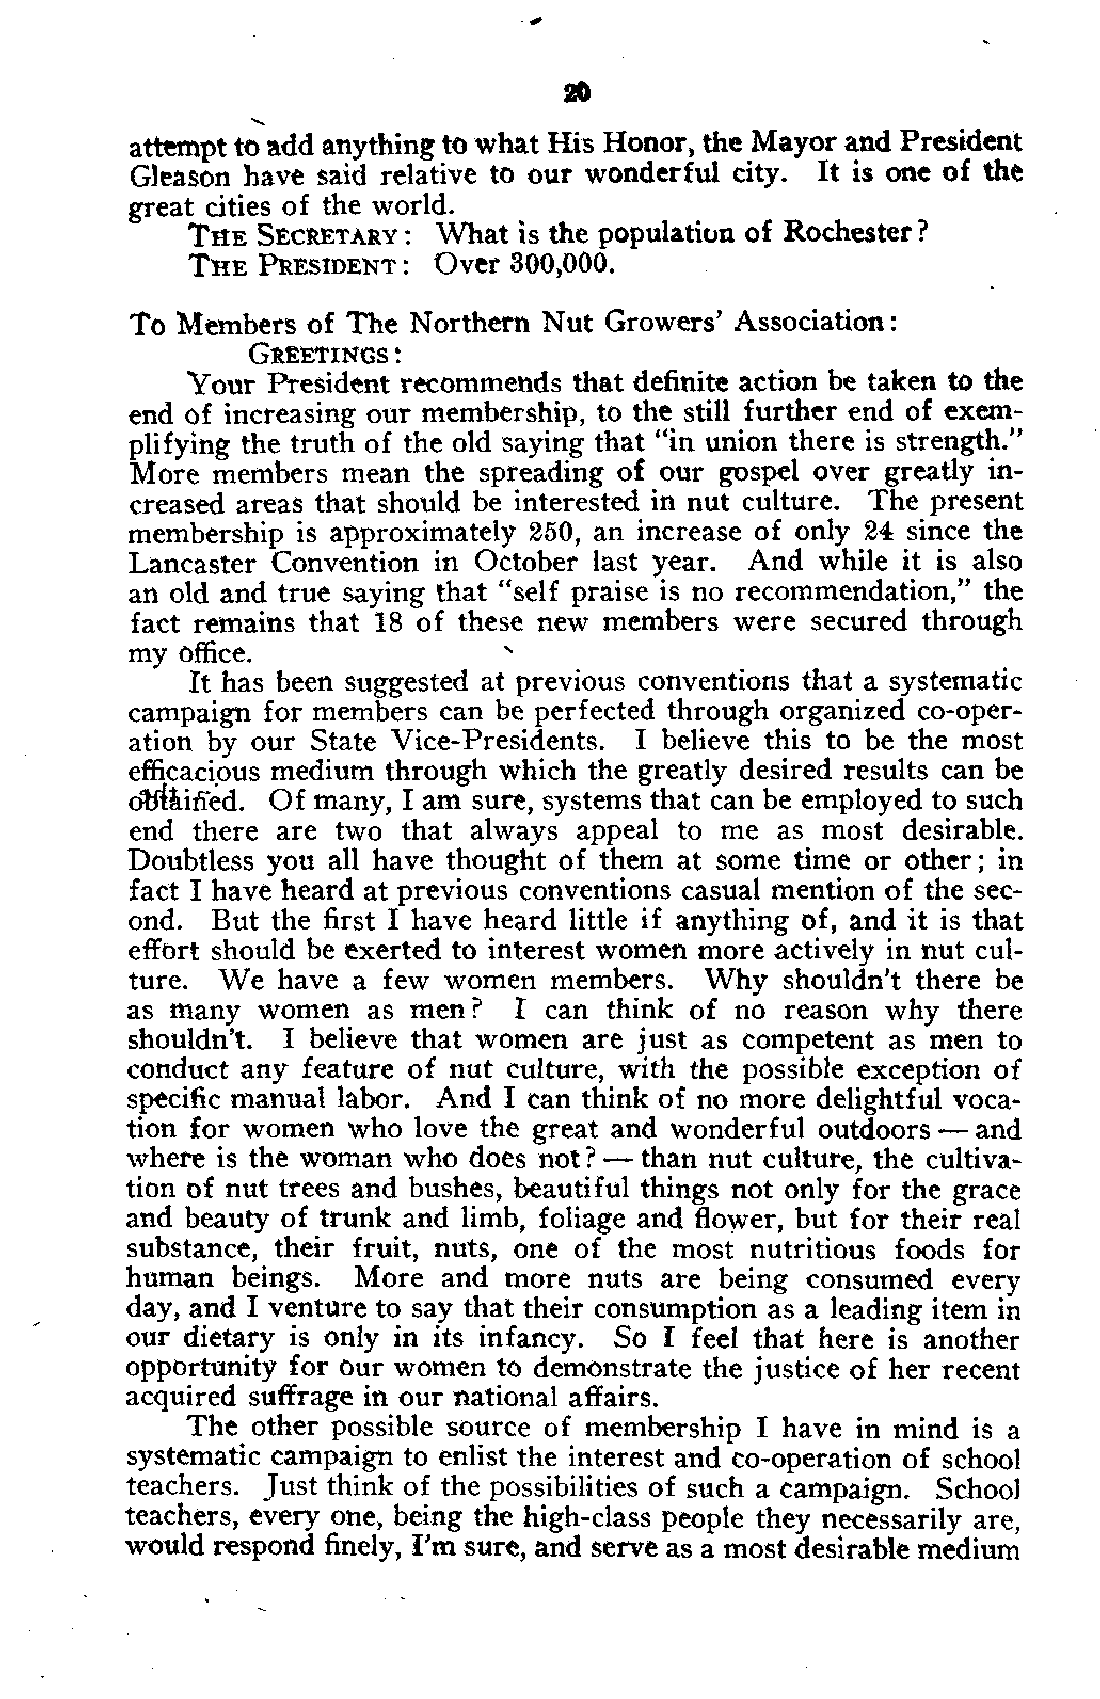 20
attempt to add anything to what His Honor, the Mayor and President
Gleason have said relative to our wonderful city. It is one of the
great cities of the world.
THE SECRETARY: What is the population of Rochester?
THE PRESIDENT: Over 300,000.
To Members of The Northern Nut Growers' Association:
GREETINGS:
Your President recommends that definite action be taken to the
end of increasing our membership, to the still further end of exem-
plifying the truth of the old saying that "in union there is strength."
More members mean the spreading of our gospel over greatly in-
creased areas that should be interested in nut culture. The present
membership is approximately 250, an increase of only 24 since the
Lancaster Convention in October last year. And while it is also
an old and true saying that "self praise is no recommendation," the
fact remains that 18 of these new members were secured through
my office.
It has been suggested at previous conventions that a systematic
campaign for members can be perfected through organized co-oper-
ation by our State Vice-Presidents. I believe this to be the most
efficacious medium through which the greatly desired results can be
Of many, I am sure, systems that can be employed to such
end there are two that always appeal to me as most desirable.
Doubtless you all have thought of them at some time or other; in
fact I have heard at previous conventions casual mention of the sec-
ond. But the first I have heard little if anything of, and it is that
effort should be exerted to interest women more actively in nut cul-
ture. We have a few women members. Why shouldn't there be
as many women as men? I can think of no reason why there
shouldn't. I believe that women are just as competent as men to
conduct any feature of nut culture, with the possible exception of
specific manual labor. And I can think of no more delightful voca-
tion for women who love the great and wonderful outdoors — and
where is the woman who does not? — than nut culture, the cultiva-
tion of nut trees and bushes, beautiful things not only for the grace
and beauty of trunk and limb, foliage and flower, but for their real
substance, their fruit, nuts, one of the most nutritious foods for
human beings. More and more nuts are being consumed every
day, and I venture to say that their consumption as a leading item in
our dietary is only in its infancy. So I feel that here is another
opportunity for our women to demonstrate the justice of her recent
acquired suffrage in our national affairs.
The other possible source of membership I have in mind is a
systematic campaign to enlist the interest and co-operation of school
teachers. Just think of the possibilities of such a campaign. School
teachers, every one, being the high-class people they necessarily are,
would respond finely, I'm sure, and serve as a most desirable medium